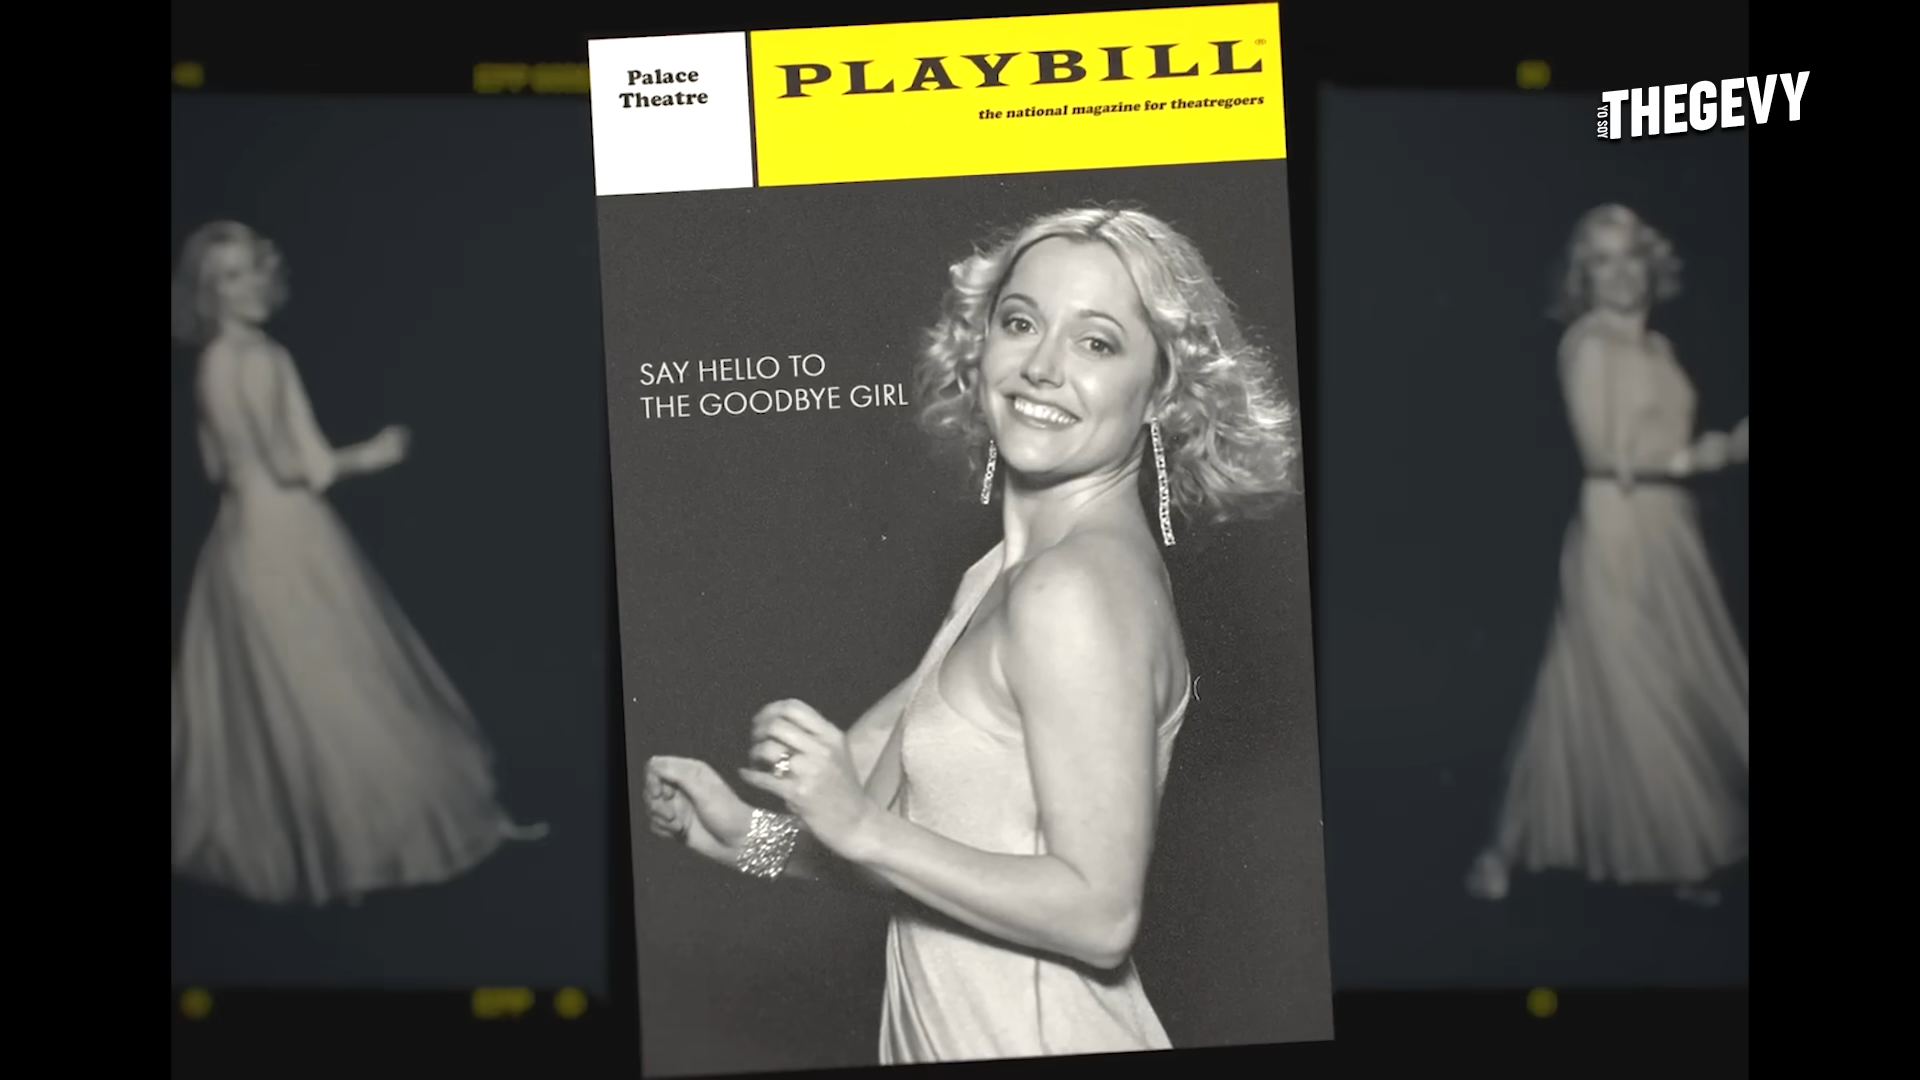 Palace
Theatre
PLAYBILL®
the national magazine for theatregoers
YO SOY
THEGEVY
SAY HELLO TO
THE GOODBYE GIRL